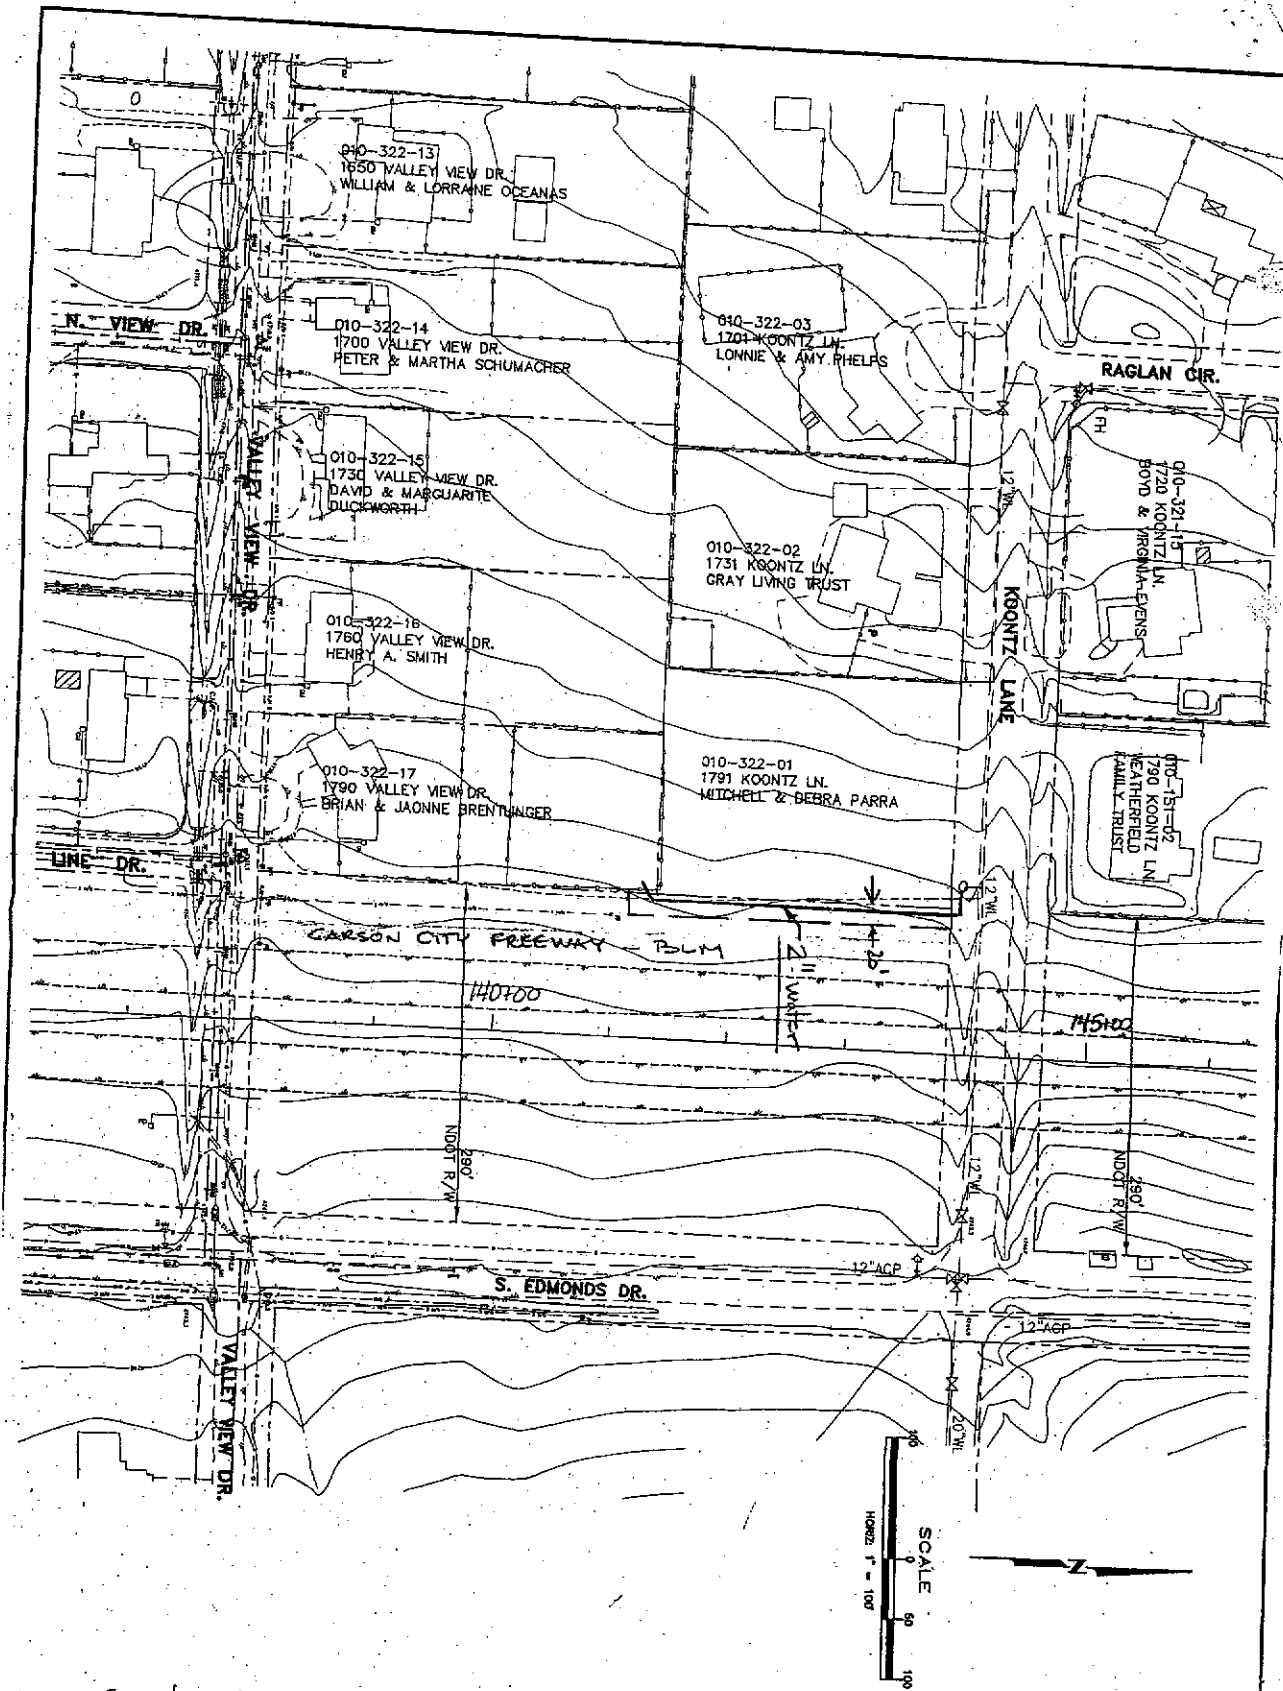 010-322-13
1650 VALLEY VIEW DR.
WILLIAM & LORRAINE OCEANAS
N. VIEW DR.
010-322-14
1700 VALLEY VIEW DR.
PETER & MARTHA SCHUMACHER
010-322-03
1701 KOONTZ LN.
LONNIE & AMY PHELPS
RAGLAN CIR.
FH
VALLEY VIEW DR.
010-322-15
1730 VALLEY VIEW DR.
DAVID & MARGUARITE
DUCKWORTH
12"WL
010-321-15
1720 KOONTZ LN.
BOYD & VIRGINIA EVENS
010-322-02
1731 KOONTZ LN.
GRAY LIVING TRUST
KOONTZ LANE
010-322-16
1760 VALLEY VIEW DR.
HENRY A. SMITH
010-322-17
1790 VALLEY VIEW DR.
BRIAN & JAONNE BRENTLINGER
010-322-01
1791 KOONTZ LN.
MITCHELL & DEBRA PARRA
010-151-02
1790 KOONTZ LN.
WEATHERFIELD
FAMILY TRUST
LINE DR.
12"WL
CARSON CITY FREEWAY - BLM
2" water
20'
140+00
145+00
290'
NDOT R/W
290'
NDOT R/W
12"WL
12"ACP
S. EDMONDS DR.
12"ACP
VALLEY VIEW DR.
20"WL
SCALE
100
0
50
100
HORIZ: 1" = 100'
Z